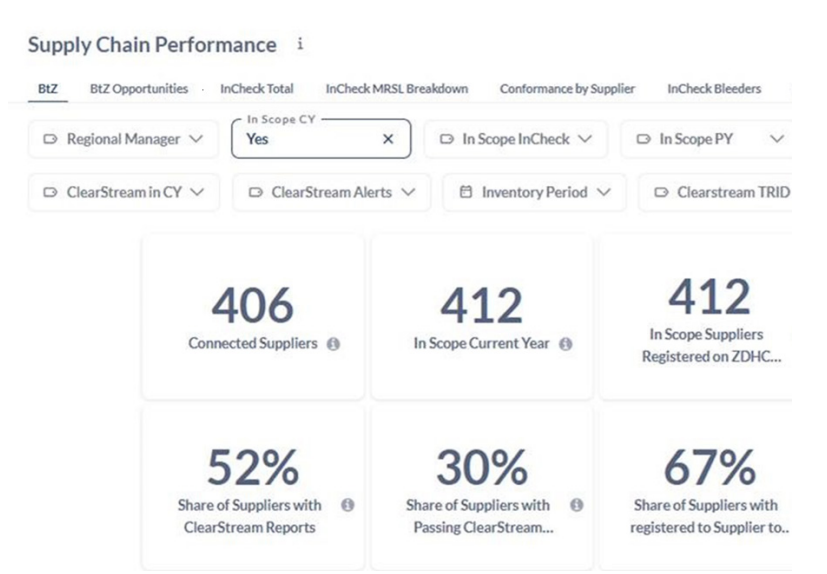 Supply Chain Performance i
BtZ BtZ Opportunities · InCheck Total InCheck MRSL Breakdown Conformance by Supplier InCheck Bleeders
In Scope CY
Regional Manager Yes × In Scope InCheck In Scope PY
ClearStream in CY ClearStream Alerts Inventory Period Clearstream TRID
406
Connected Suppliers i
412
In Scope Current Year i
412
In Scope Suppliers
Registered on ZDHC...
52%
Share of Suppliers with i
ClearStream Reports
30%
Share of Suppliers with i
Passing ClearStream...
67%
Share of Suppliers with
registered to Supplier to..